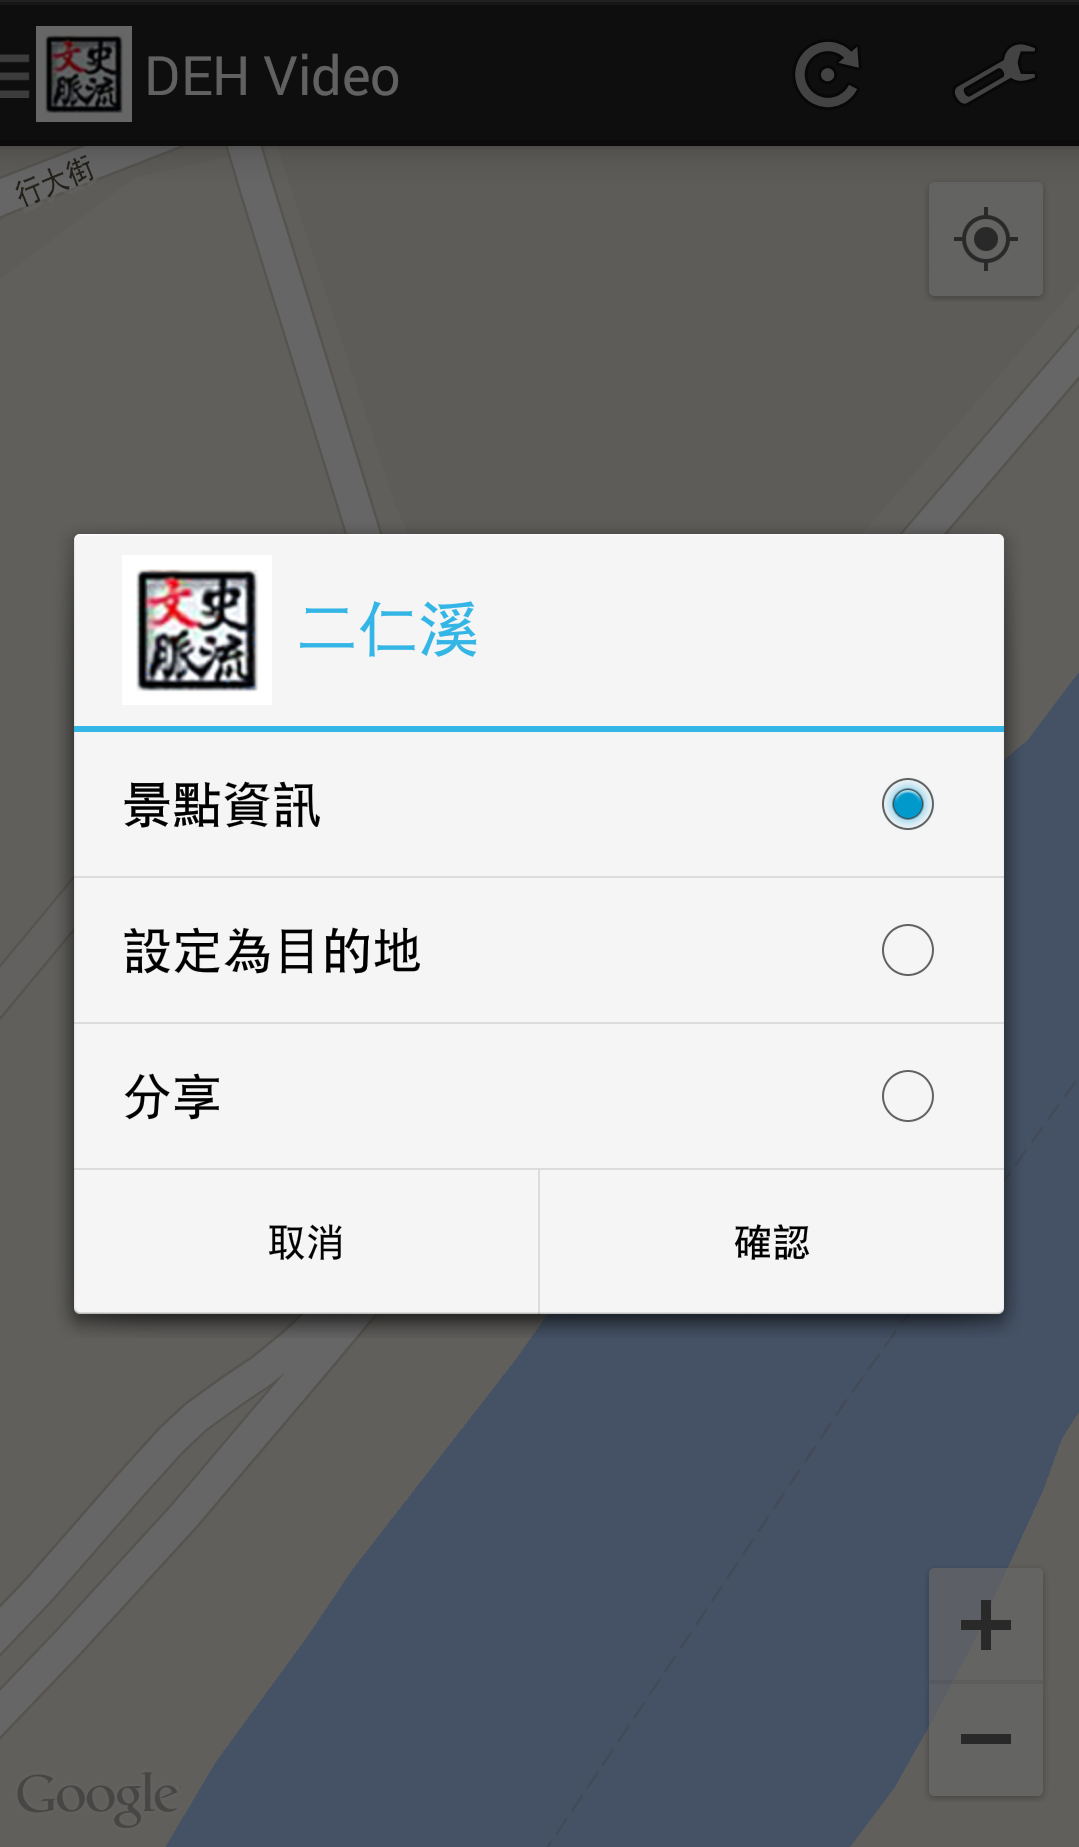 文史
脈流
DEH Video
行大街
文史
脈流
二仁溪
景點資訊
設定為目的地
分享
取消
確認
Google